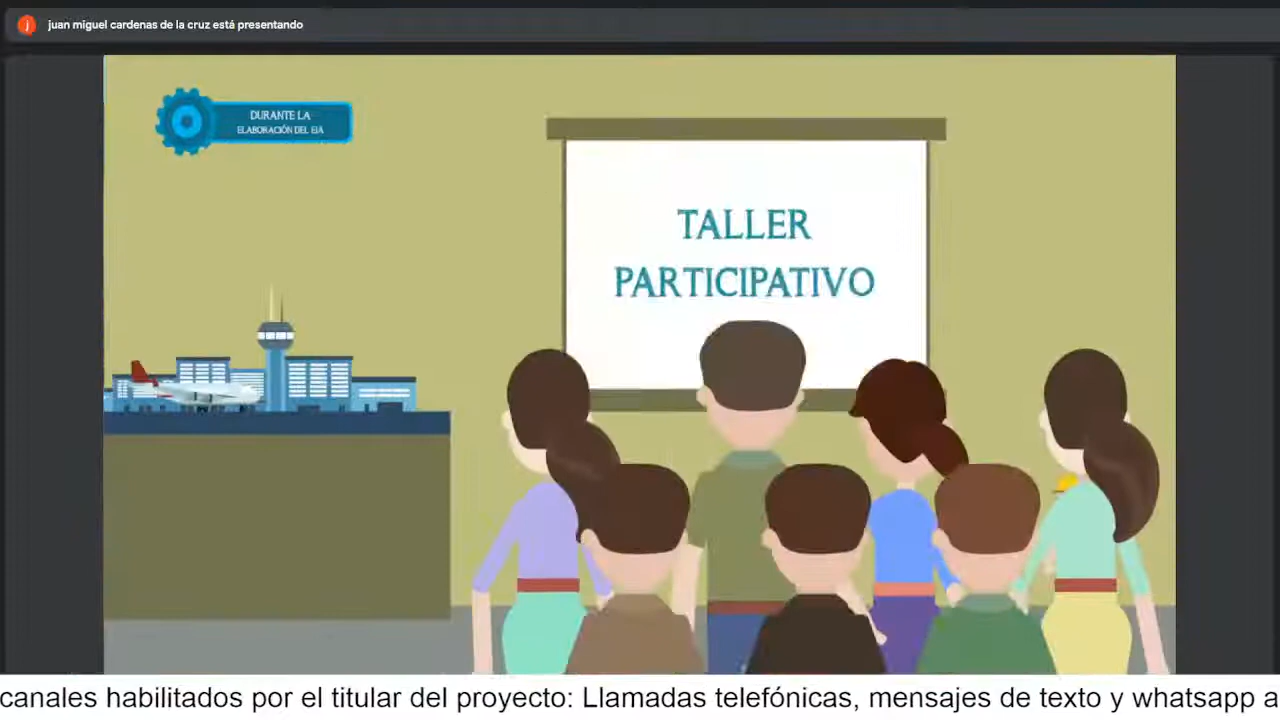 j
juan miguel cardenas de la cruz está presentando
DURANTE LA
ELABORACIÓN DEL EIA
TALLER
PARTICIPATIVO
canales habilitados por el titular del proyecto: Llamadas telefónicas, mensajes de texto y whatsapp a